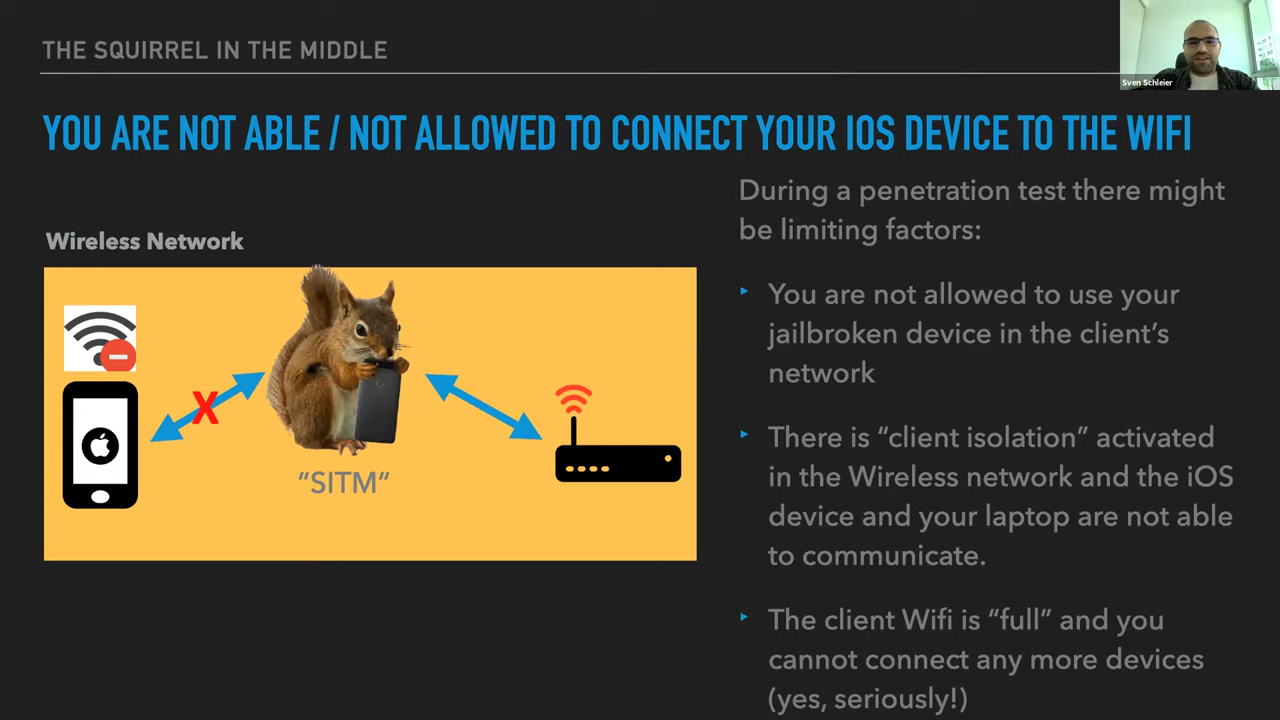 THE SQUIRREL IN THE MIDDLE
Sven Schleier
YOU ARE NOT ABLE / NOT ALLOWED TO CONNECT YOUR IOS DEVICE TO THE WIFI
Wireless Network
X
“SITM“
During a penetration test there might
be limiting factors:
You are not allowed to use your
jailbroken device in the client’s
network
There is “client isolation” activated
in the Wireless network and the iOS
device and your laptop are not able
to communicate.
The client Wifi is “full” and you
cannot connect any more devices
(yes, seriously!)